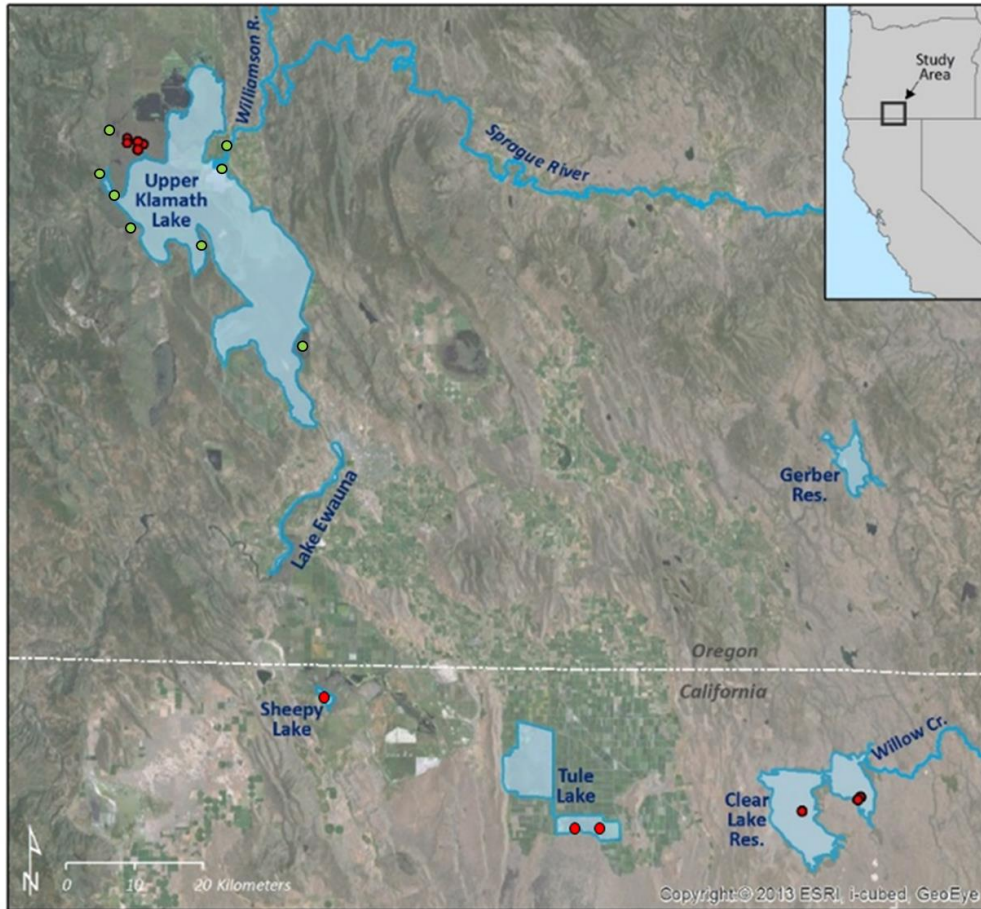 Study
Area
Williamson R.
Sprague River
Upper
Klamath
Lake
Gerber
Res.
Lake Ewauna
Oregon
California
Sheepy
Lake
Willow Cr.
Tule
Lake
Clear
Lake
Res.
N
0 10 20 Kilometers
Copyright:© 2013 ESRI, i-cubed, GeoEye